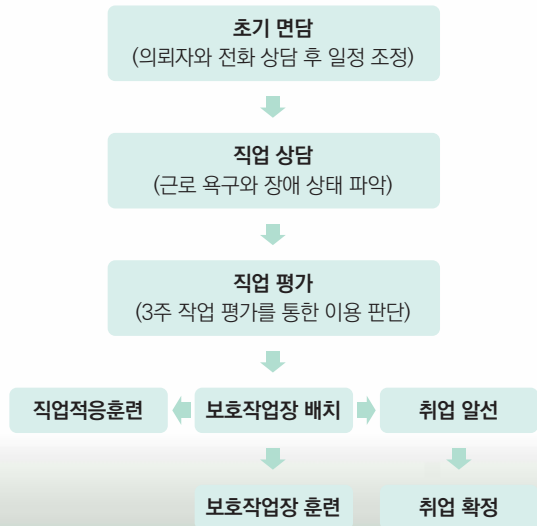 초기 면담
(의뢰자와 전화 상담 후 일정 조정)
직업 상담
(근로 욕구와 장애 상태 파악)
직업 평가
(3주 작업 평가를 통한 이용 판단)
직업적응훈련
보호작업장 배치
취업 알선
보호작업장 훈련
취업 확정